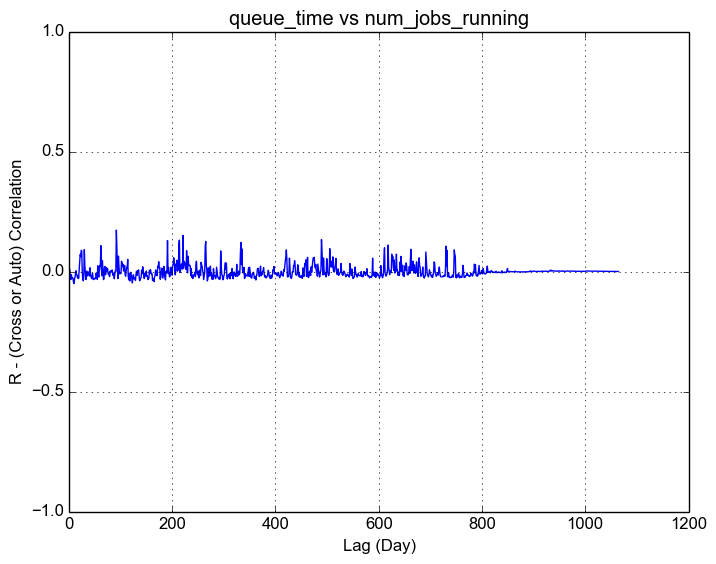 queue_time vs num_jobs_running
1.0
0.5
0.0
−0.5
−1.0
R - (Cross or Auto) Correlation
0 200 400 600 800 1000 1200
Lag (Day)